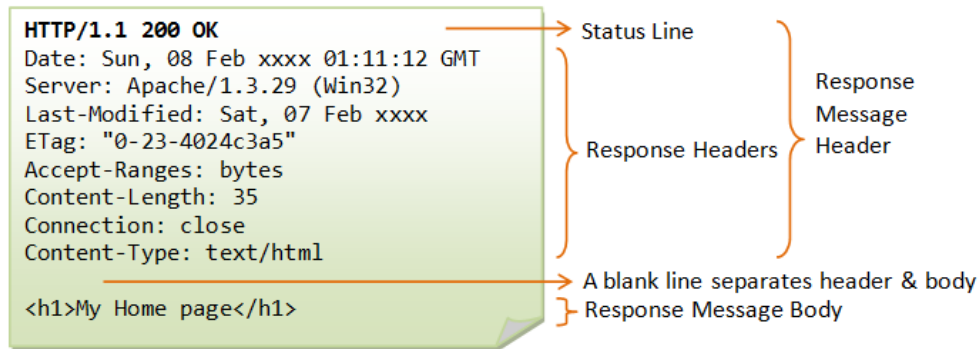 HTTP/1.1 200 OK
Date: Sun, 08 Feb xxxx 01:11:12 GMT
Server: Apache/1.3.29 (Win32)
Last-Modified: Sat, 07 Feb xxxx
ETag: "0-23-4024c3a5"
Accept-Ranges: bytes
Content-Length: 35
Connection: close
Content-Type: text/html
<h1>My Home page</h1>
Status Line
Response Headers
Response
Message
Header
A blank line separates header & body
Response Message Body